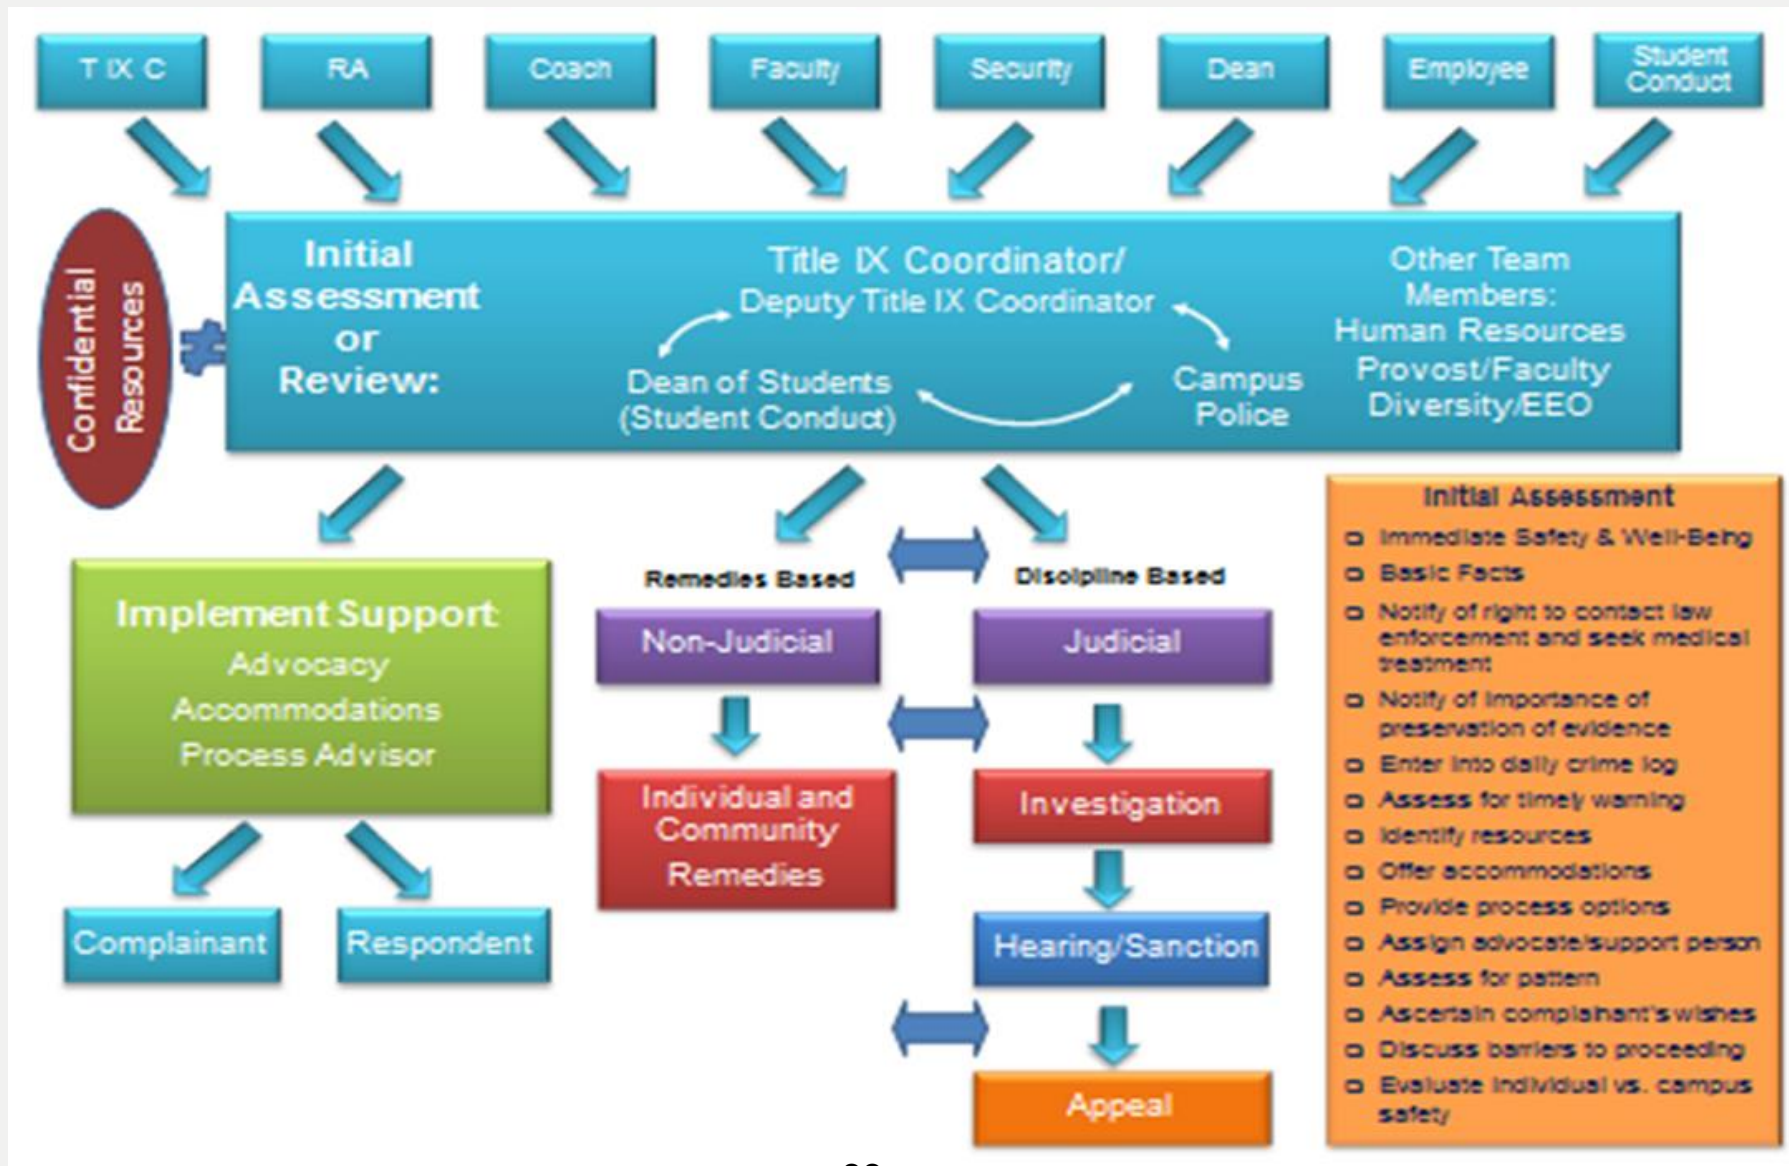 T IX C
RA
Coach
Faculty
Security
Dean
Employee
Student
Conduct
Confidential
Resources
Initial
Assessment
or
Review:
Title IX Coordinator/
Deputy Title IX Coordinator
Dean of Students
(Student Conduct)
Campus
Police
Other Team
Members:
Human Resources
Provost/Faculty
Diversity/EEO
Implement Support:
Advocacy
Accommodations
Process Advisor
Complainant
Respondent
Remedies Based
Non-Judicial
Individual and
Community
Remedies
Discipline Based
Judicial
Investigation
Hearing/Sanction
Appeal
Initial Assessment
Immediate Safety & Well-Being
Basic Facts
Notify of right to contact law
enforcement and seek medical
treatment
Notify of importance of
preservation of evidence
Enter into daily crime log
Assess for timely warning
Identify resources
Offer accommodations
Provide process options
Assign advocate/support person
Assess for pattern
Ascertain complainant's wishes
Discuss barriers to proceeding
Evaluate individual vs. campus
safety